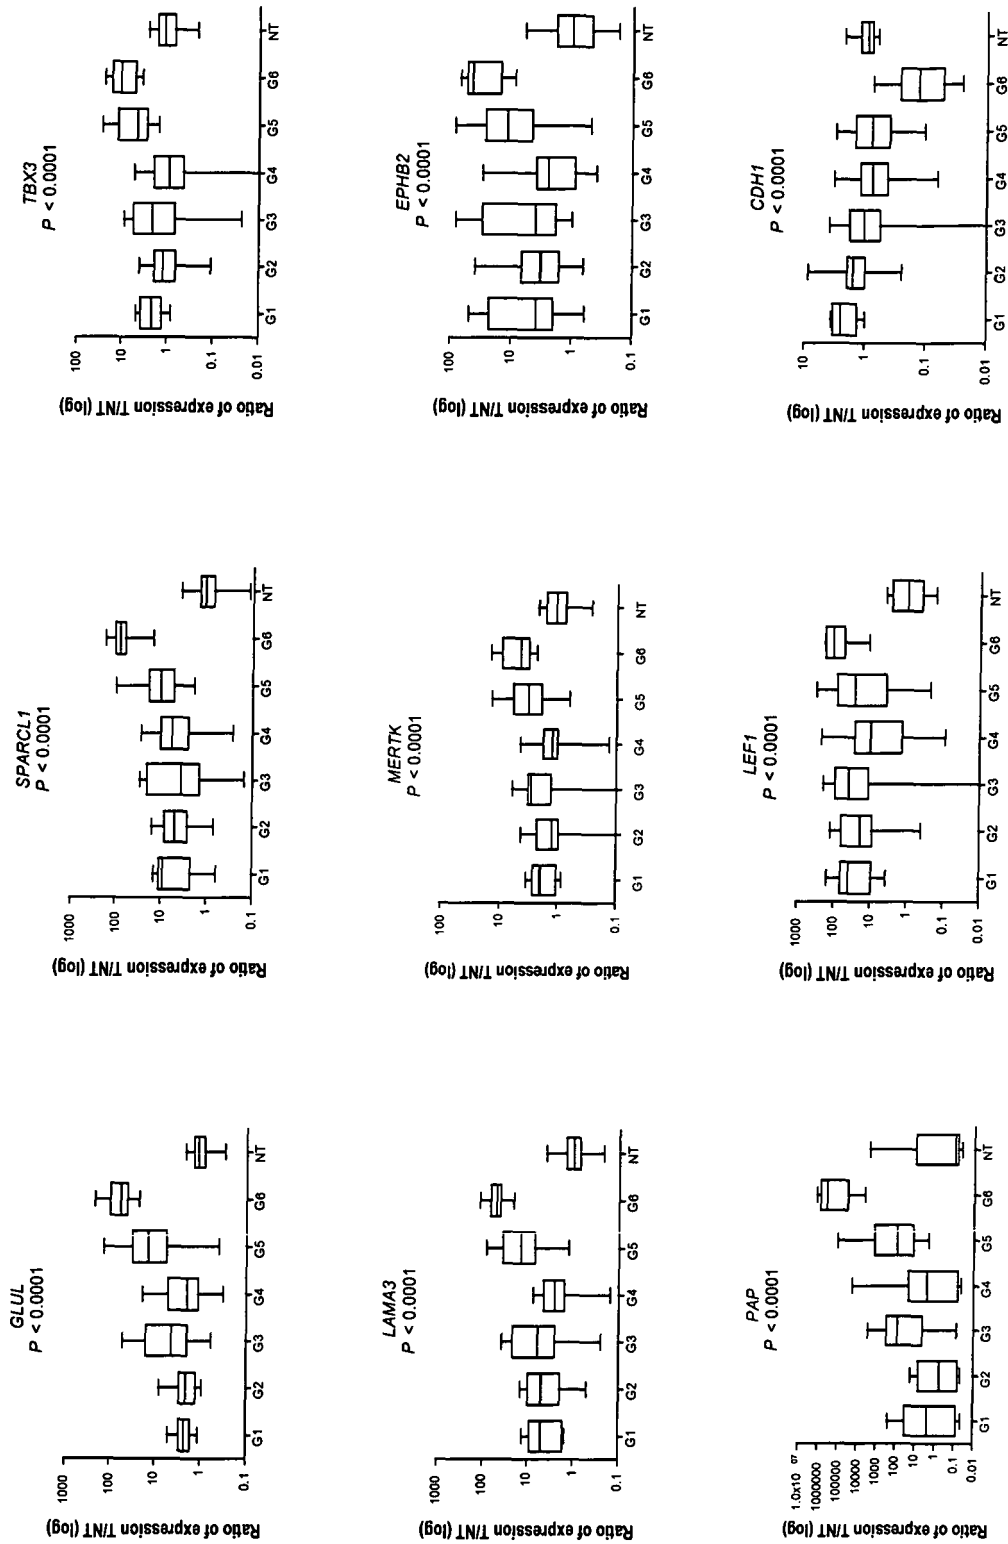 GLUL
P < 0.0001
Ratio of expression T/NT (log)
1000
100
10
1
0.1
G1 G2 G3 G4 G5 G6 NT
SPARCL1
P < 0.0001
Ratio of expression T/NT (log)
1000
100
10
1
0.1
G1 G2 G3 G4 G5 G6 NT
TBX3
P < 0.0001
Ratio of expression T/NT (log)
100
10
1
0.1
0.01
G1 G2 G3 G4 G5 G6 NT
LAMA3
P < 0.0001
Ratio of expression T/NT (log)
1000
100
10
1
0.1
G1 G2 G3 G4 G5 G6 NT
MERTK
P < 0.0001
Ratio of expression T/NT (log)
100
10
1
0.1
G1 G2 G3 G4 G5 G6 NT
EPHB2
P < 0.0001
Ratio of expression T/NT (log)
100
10
1
0.1
G1 G2 G3 G4 G5 G6 NT
PAP
P < 0.0001
Ratio of expression T/NT (log)
1.0x10 07
1000000
100000
10000
1000
100
10
1
0.1
0.01
G1 G2 G3 G4 G5 G6 NT
LEF1
P < 0.0001
Ratio of expression T/NT (log)
1000
100
10
1
0.1
0.01
G1 G2 G3 G4 G5 G6 NT
CDH1
P < 0.0001
Ratio of expression T/NT (log)
10
1
0.1
0.01
G1 G2 G3 G4 G5 G6 NT